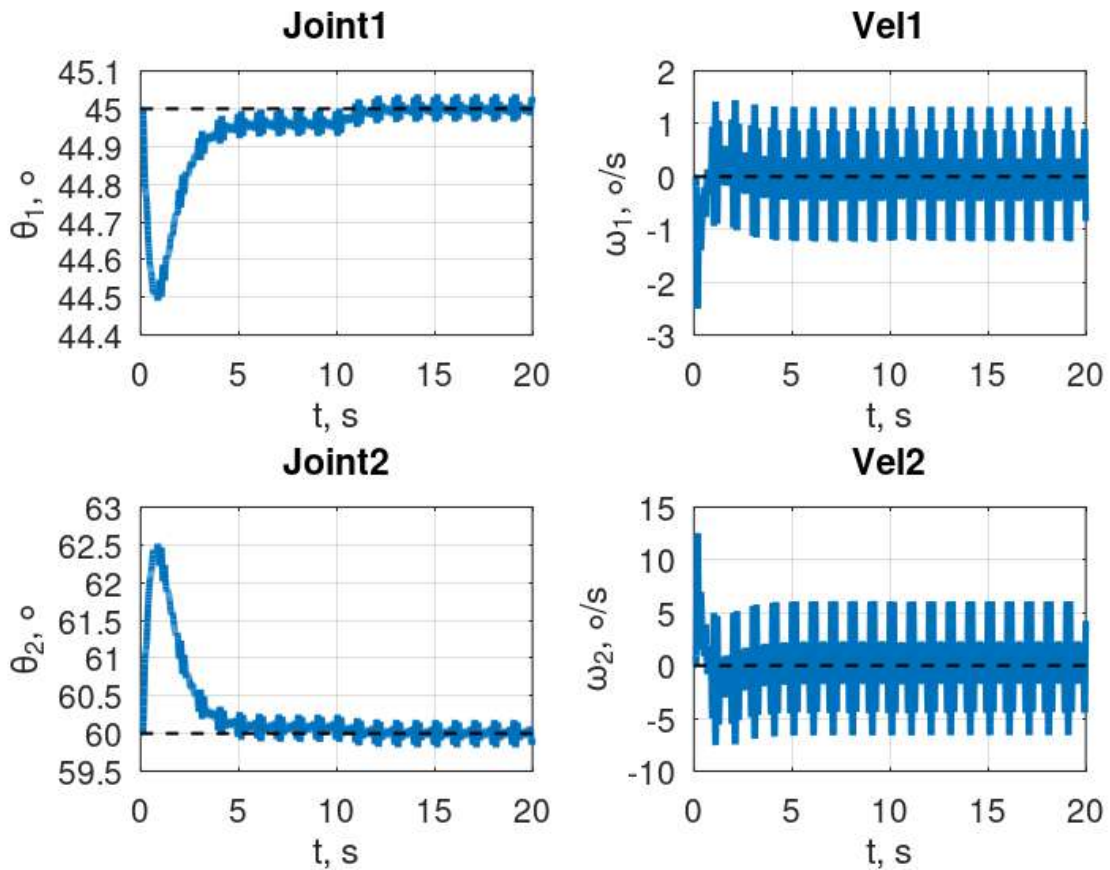 Joint1
45.1
45
44.9
44.8
44.7
44.6
44.5
44.4
θ1, °
0 5 10 15 20
t, s
Vel1
2
1
0
-1
-2
-3
ω1, °/s
0 5 10 15 20
t, s
Joint2
63
62.5
62
61.5
61
60.5
60
59.5
θ2, °
0 5 10 15 20
t, s
Vel2
15
10
5
0
-5
-10
ω2, °/s
0 5 10 15 20
t, s